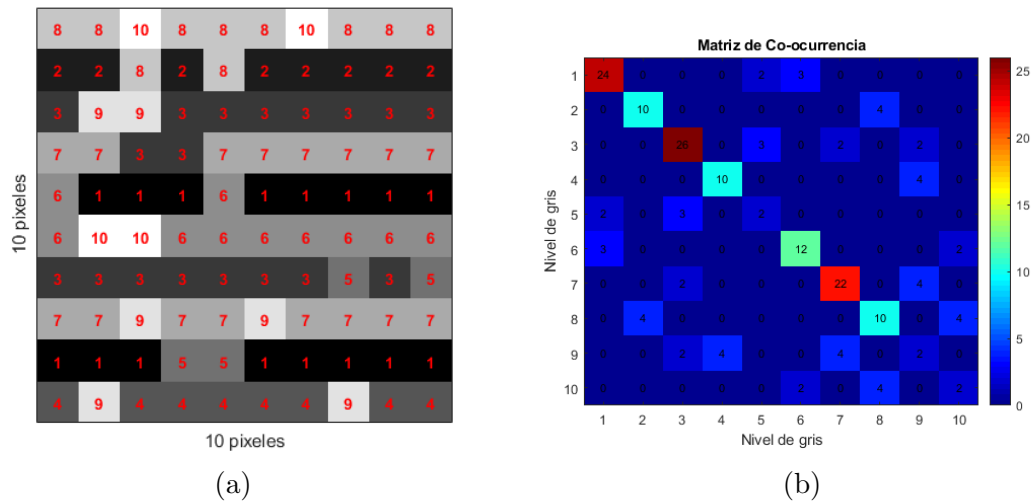 8 8 10 8 8 8 10 8 8 8
2 2 8 2 8 2 2 2 2 2
3 9 9 3 3 3 3 3 3 3
7 7 3 3 7 7 7 7 7 7
6 1 1 1 6 1 1 1 1 1
6 10 10 6 6 6 6 6 6 6
3 3 3 3 3 3 3 5 3 5
7 7 9 7 7 9 7 7 7 7
1 1 1 5 5 1 1 1 1 1
4 9 4 4 4 4 4 9 4 4
10 pixeles
10 pixeles
(a)
Matriz de Co-ocurrencia
1 24 0 0 0 2 3 0 0 0 0
2 0 10 0 0 0 0 0 4 0 0
3 0 0 26 0 3 0 2 0 2 0
4 0 0 0 10 0 0 0 0 4 0
5 2 0 3 0 2 0 0 0 0 0
6 3 0 0 0 0 12 0 0 0 2
7 0 0 2 0 0 0 22 0 4 0
8 0 4 0 0 0 0 0 10 0 4
9 0 0 2 4 0 0 4 0 2 0
10 0 0 0 0 0 2 0 4 0 2
1 2 3 4 5 6 7 8 9 10
Nivel de gris
Nivel de gris
25
20
15
10
5
0
(b)